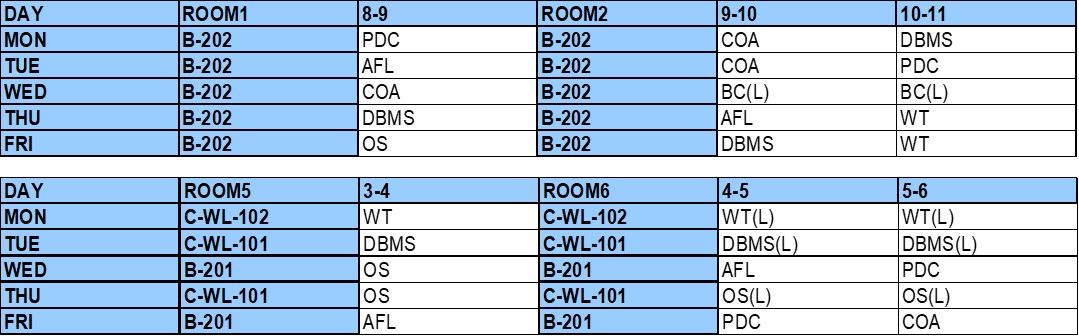 DAY ROOM1 8-9 ROOM2 9-10 10-11
MON B-202 PDC B-202 COA DBMS
TUE B-202 AFL B-202 COA PDC
WED B-202 COA B-202 BC(L) BC(L)
THU B-202 DBMS B-202 AFL WT
FRI B-202 OS B-202 DBMS WT
DAY ROOM5 3-4 ROOM6 4-5 5-6
MON C-WL-102 WT C-WL-102 WT(L) WT(L)
TUE C-WL-101 DBMS C-WL-101 DBMS(L) DBMS(L)
WED B-201 OS B-201 AFL PDC
THU C-WL-101 OS C-WL-101 OS(L) OS(L)
FRI B-201 AFL B-201 PDC COA